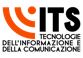 ITS
TECNOLOGIE
DELL'INFORMAZIONE E
DELLA COMUNICAZIONE